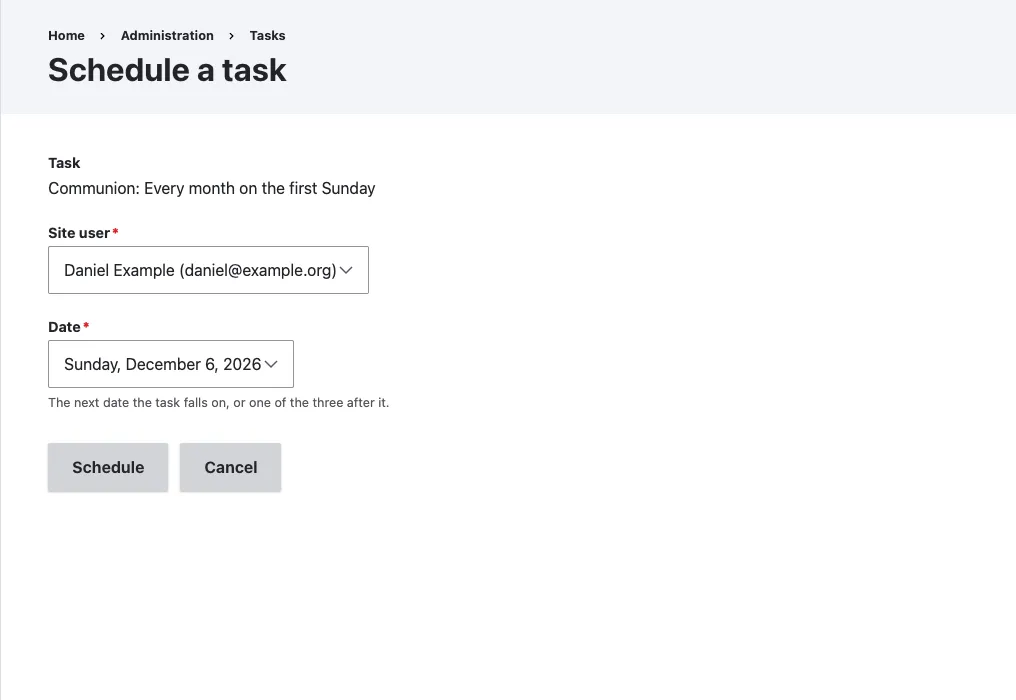 Home › Administration › Tasks
Schedule a task
Task
Communion: Every month on the first Sunday
Site user*
Daniel Example (daniel@example.org)
Date*
Sunday, December 6, 2026
The next date the task falls on, or one of the three after it.
Schedule Cancel